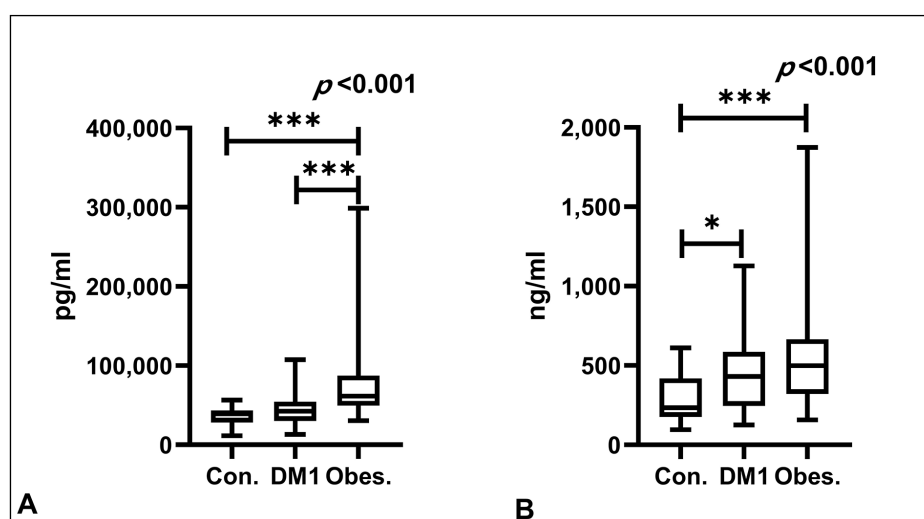 p<0.001
***
***
400,000
300,000
200,000
100,000
0
pg/ml
Con. DM1 Obes.
A
p<0.001
***
*
2,000
1,500
1,000
500
0
ng/ml
Con. DM1 Obes.
B